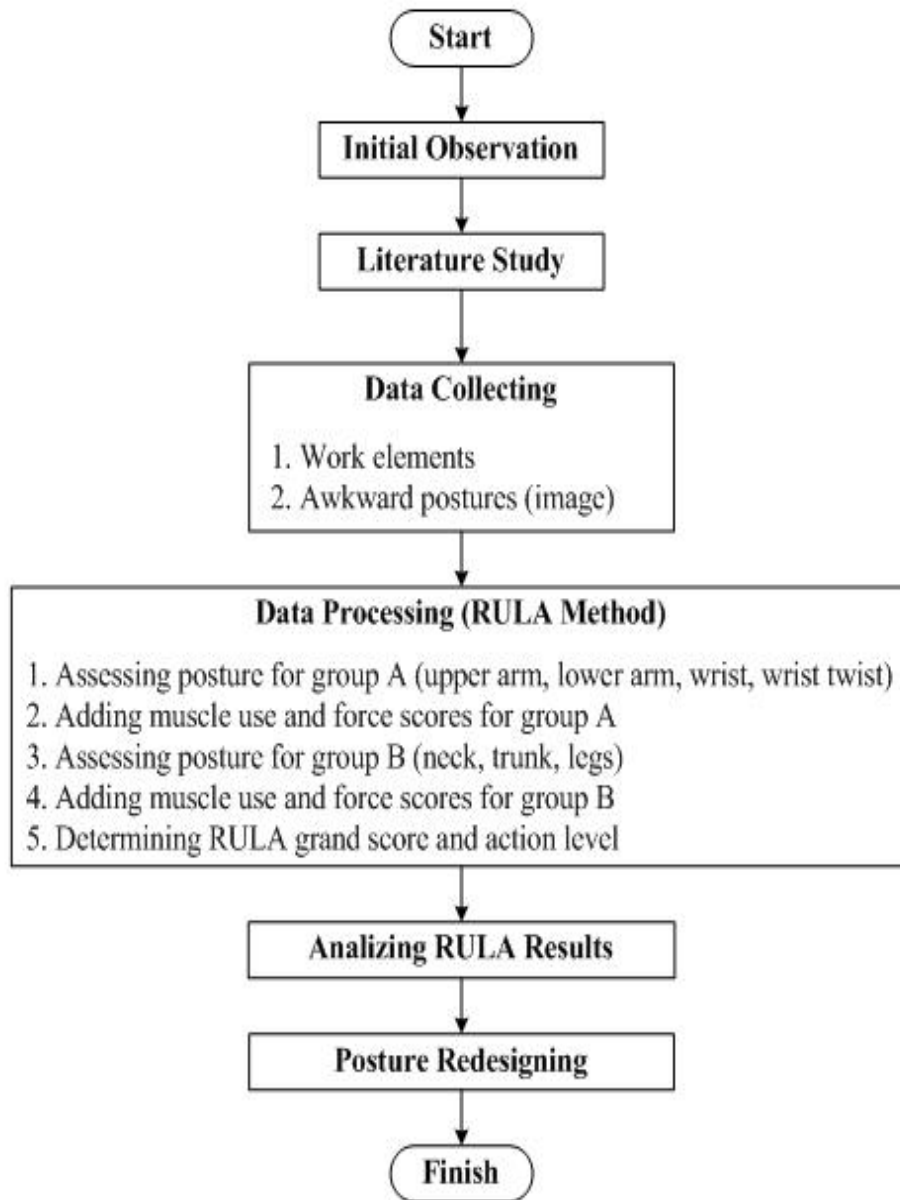 Start
Initial Observation
Literature Study
Data Collecting
1. Work elements
2. Awkward postures (image)
Data Processing (RULA Method)
1. Assessing posture for group A (upper arm, lower arm, wrist, wrist twist)
2. Adding muscle use and force scores for group A
3. Assessing posture for group B (neck, trunk, legs)
4. Adding muscle use and force scores for group B
5. Determining RULA grand score and action level
Analizing RULA Results
Posture Redesigning
Finish